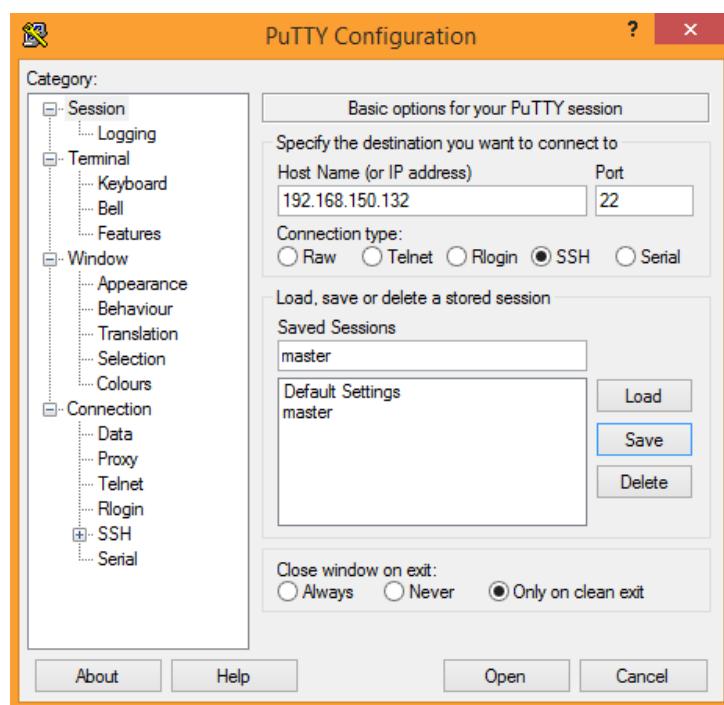 PuTTY Configuration
? ×
Category:
Session
Logging
Terminal
Keyboard
Bell
Features
Window
Appearance
Behaviour
Translation
Selection
Colours
Connection
Data
Proxy
Telnet
Rlogin
SSH
Serial
Basic options for your PuTTY session
Specify the destination you want to connect to
Host Name (or IP address) Port
192.168.150.132 22
Connection type:
Raw Telnet Rlogin SSH Serial
Load, save or delete a stored session
Saved Sessions
master
Default Settings
master
Load
Save
Delete
Close window on exit:
Always Never Only on clean exit
About Help Open Cancel